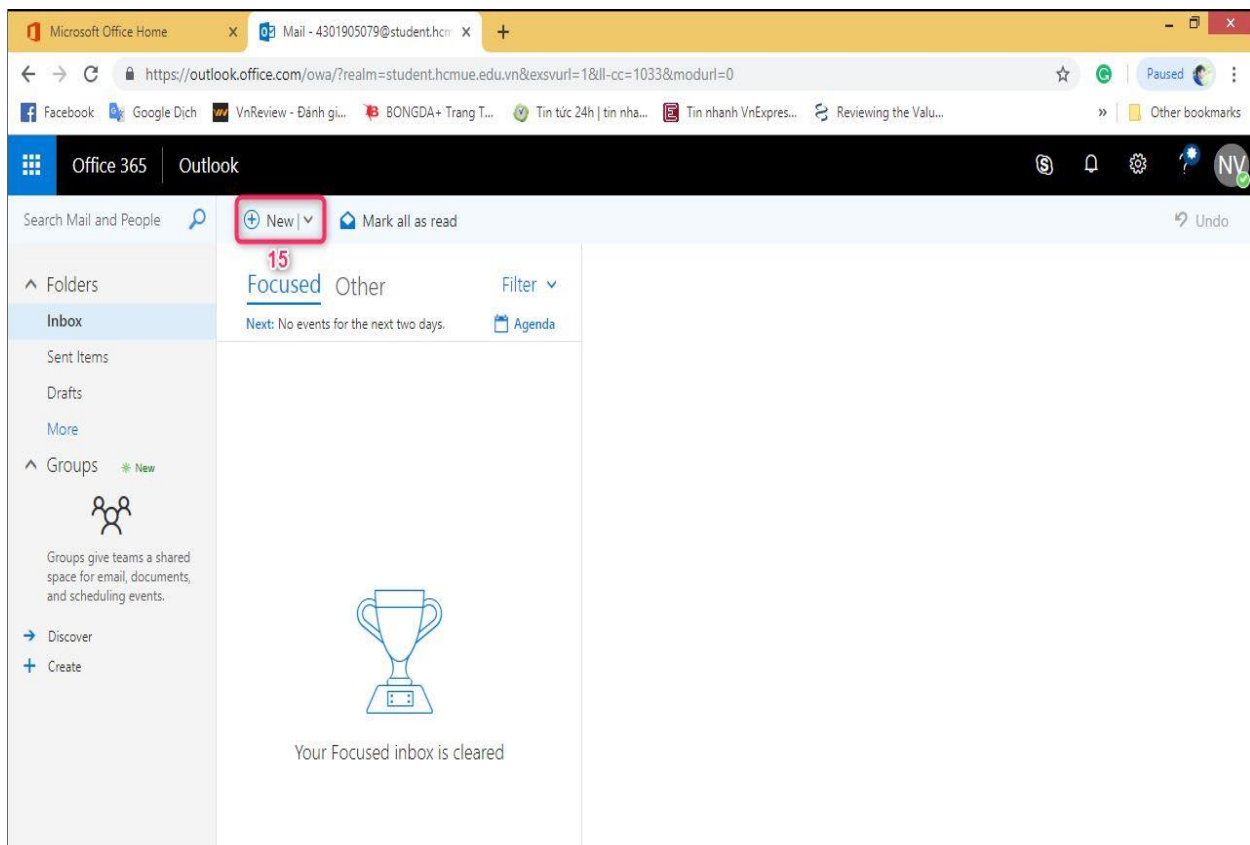 Microsoft Office Home
Mail - 4301905079@student.hcm
https://outlook.office.com/owa/?realm=student.hcmue.edu.vn&exsvurl=1&ll-cc=1033&modurl=0
Paused
Facebook Google Dịch VnReview - Đánh gi... BONGDA+ Trang T... Tin tức 24h | tin nha... Tin nhanh VnExpres... Reviewing the Valu... » Other bookmarks
Office 365 Outlook NV
Search Mail and People New Mark all as read Undo
15
Folders
Focused Other Filter
Inbox
Next: No events for the next two days. Agenda
Sent Items
Drafts
More
Groups New
Groups give teams a shared
space for email, documents,
and scheduling events.
Discover
Create
Your Focused inbox is cleared